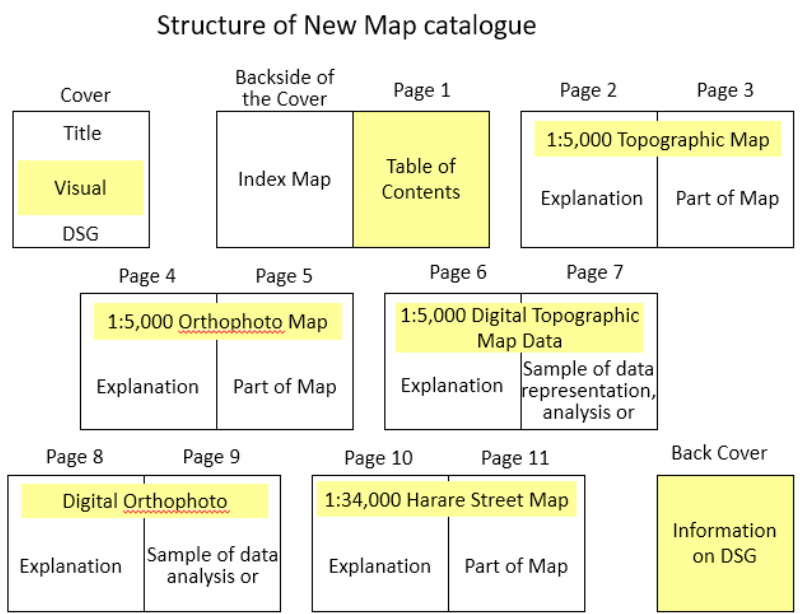 Structure of New Map catalogue
Cover
Title
Visual
DSG
Backside of
the Cover
Page 1
Index Map
Table of
Contents
Page 2
Page 3
1:5,000 Topographic Map
Explanation
Part of Map
Page 4
Page 5
1:5,000 Orthophoto Map
Explanation
Part of Map
Page 6
Page 7
1:5,000 Digital Topographic
Map Data
Explanation
Sample of data
representation,
analysis or
Page 8
Page 9
Digital Orthophoto
Explanation
Sample of data
analysis or
Page 10
Page 11
1:34,000 Harare Street Map
Explanation
Part of Map
Back Cover
Information
on DSG